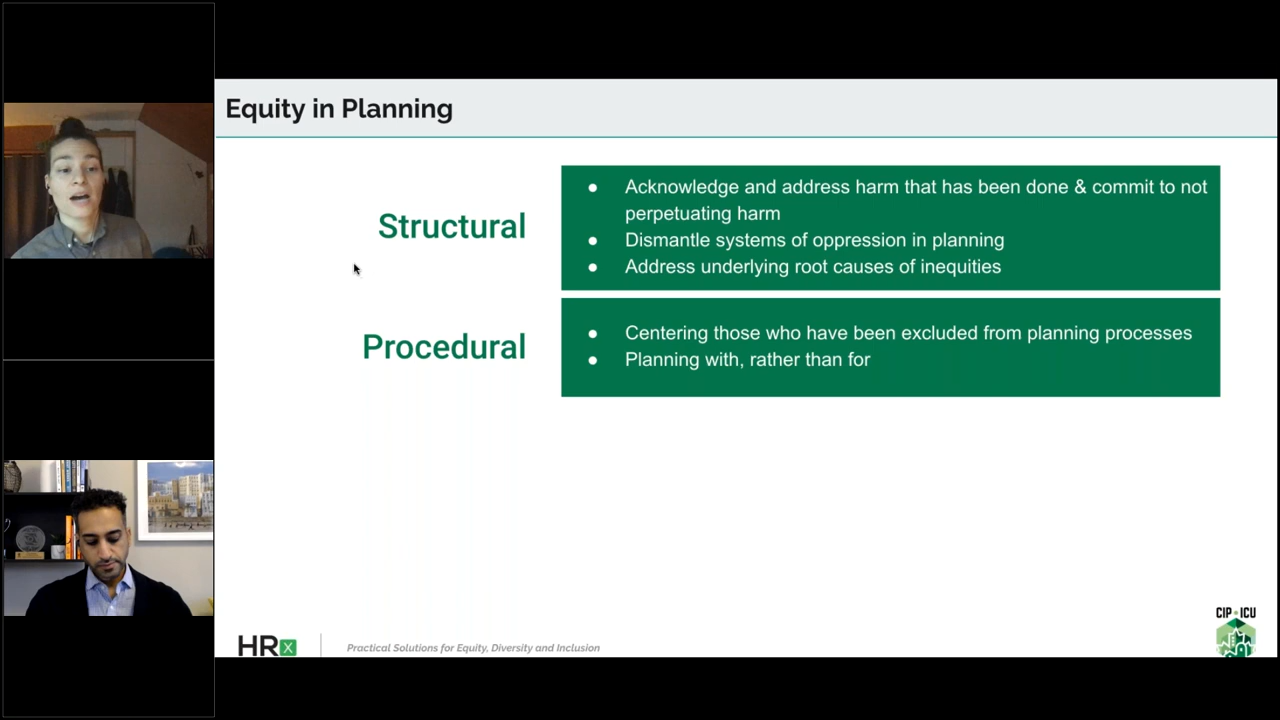 Equity in Planning
Structural
● Acknowledge and address harm that has been done & commit to not
perpetuating harm
● Dismantle systems of oppression in planning
● Address underlying root causes of inequities
Procedural
● Centering those who have been excluded from planning processes
● Planning with, rather than for
HRx
Practical Solutions for Equity, Diversity and Inclusion
CIP ICU